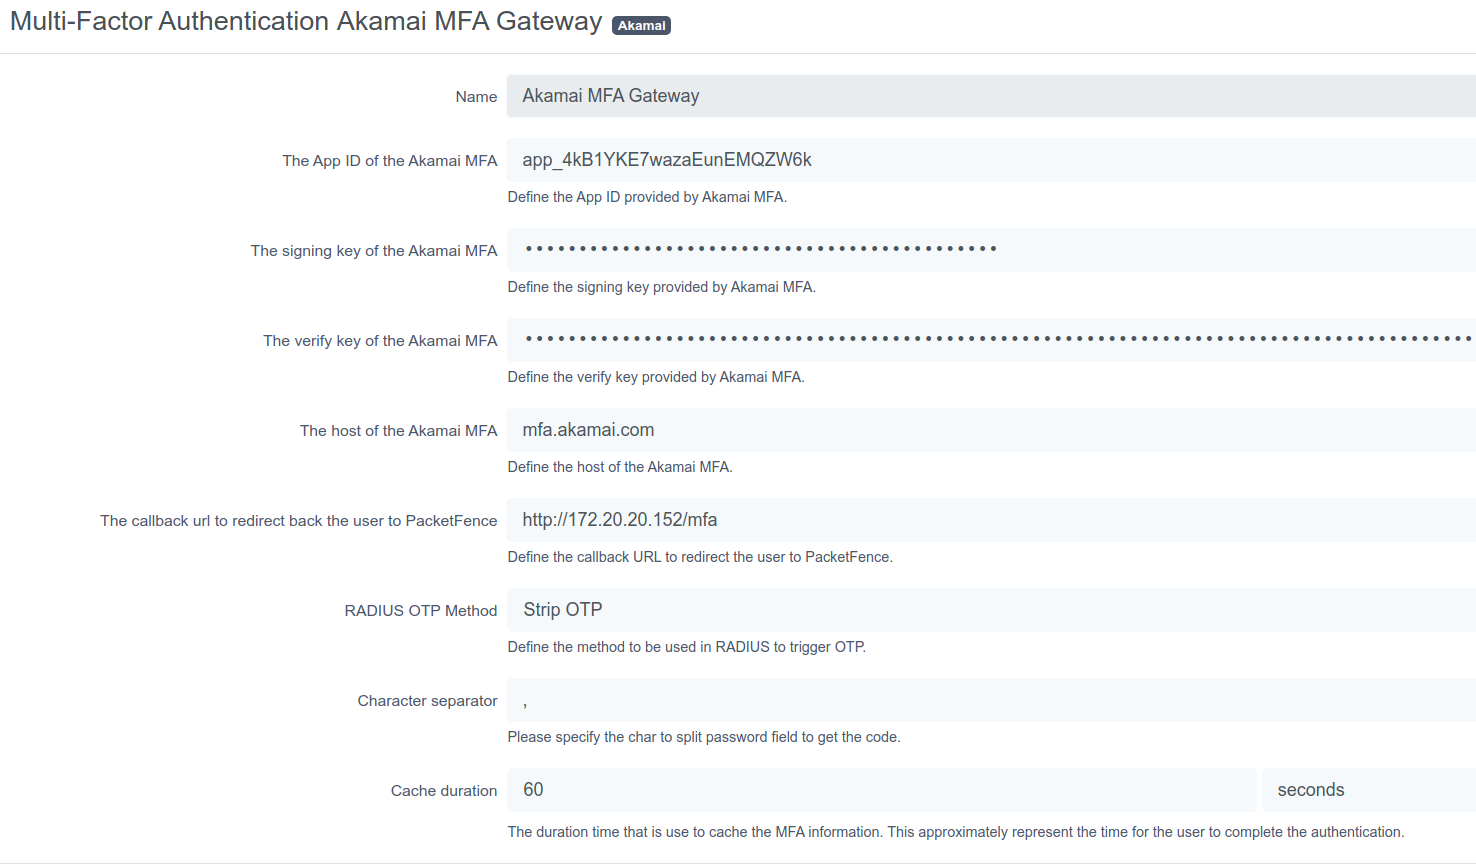 Multi-Factor Authentication Akamai MFA Gateway Akamai
Name Akamai MFA Gateway
The App ID of the Akamai MFA app_4kB1YKE7wazaEunEMQZW6k
Define the App ID provided by Akamai MFA.
The signing key of the Akamai MFA
Define the signing key provided by Akamai MFA.
The verify key of the Akamai MFA
Define the verify key provided by Akamai MFA.
The host of the Akamai MFA mfa.akamai.com
Define the host of the Akamai MFA.
The callback url to redirect back the user to PacketFence http://172.20.20.152/mfa
Define the callback URL to redirect the user to PacketFence.
RADIUS OTP Method Strip OTP
Define the method to be used in RADIUS to trigger OTP.
Character separator ,
Please specify the char to split password field to get the code.
Cache duration 60 seconds
The duration time that is use to cache the MFA information. This approximately represent the time for the user to complete the authentication.